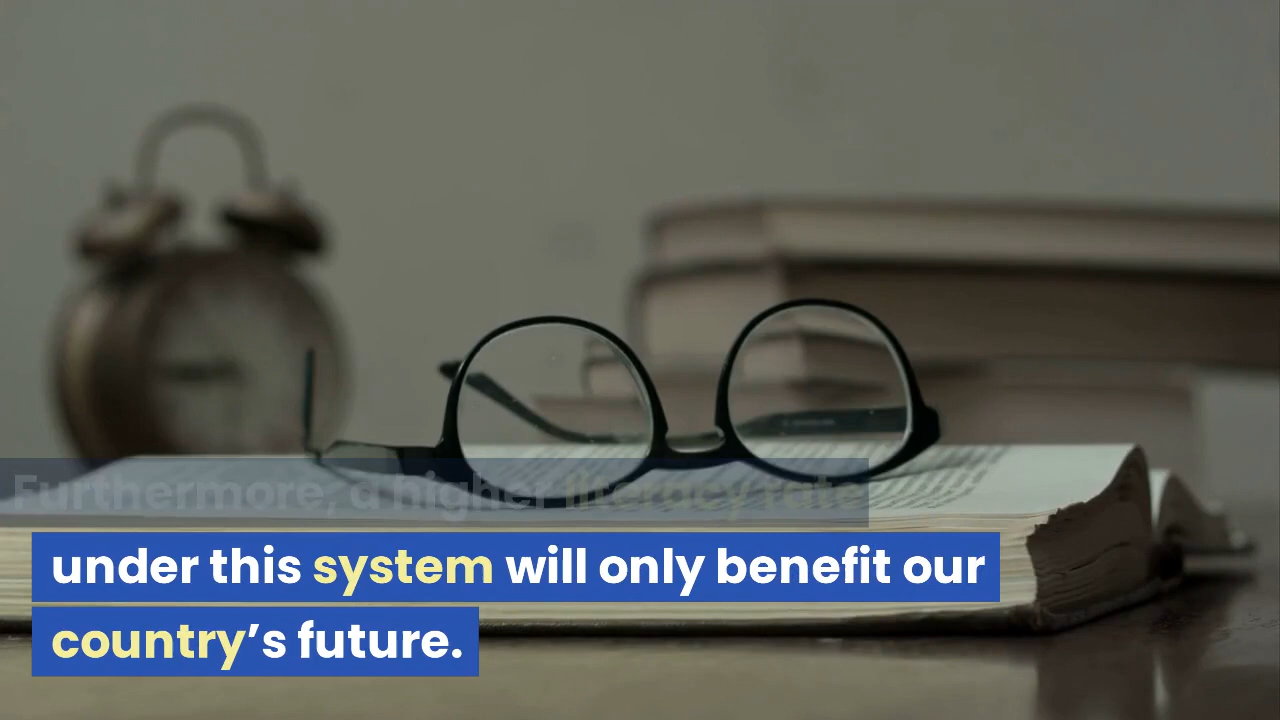 Furthermore, a higher literacy rate
under this system will only benefit our
country’s future.